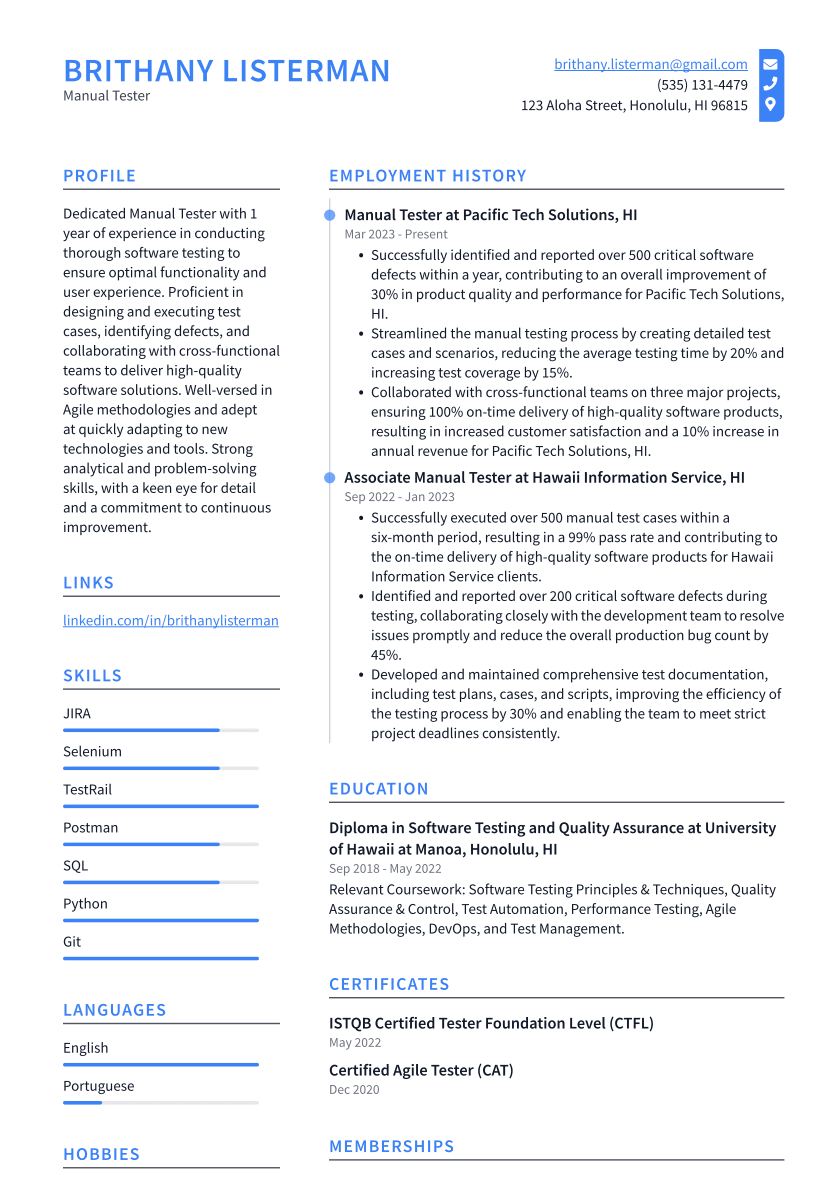 BRITHANY LISTERMAN
Manual Tester
brithany.listerman@gmail.com
(535) 131-4479
123 Aloha Street, Honolulu, HI 96815
PROFILE
Dedicated Manual Tester with 1
year of experience in conducting
thorough software testing to
ensure optimal functionality and
user experience. Proficient in
designing and executing test
cases, identifying defects, and
collaborating with cross-functional
teams to deliver high-quality
software solutions. Well-versed in
Agile methodologies and adept
at quickly adapting to new
technologies and tools. Strong
analytical and problem-solving
skills, with a keen eye for detail
and a commitment to continuous
improvement.
LINKS
linkedin.com/in/brithanylisterman
SKILLS
JIRA
Selenium
TestRail
Postman
SQL
Python
Git
LANGUAGES
English
Portuguese
HOBBIES
EMPLOYMENT HISTORY
Manual Tester at Pacific Tech Solutions, HI
Mar 2023 - Present
• Successfully identified and reported over 500 critical software
defects within a year, contributing to an overall improvement of
30% in product quality and performance for Pacific Tech Solutions,
HI.
• Streamlined the manual testing process by creating detailed test
cases and scenarios, reducing the average testing time by 20% and
increasing test coverage by 15%.
• Collaborated with cross-functional teams on three major projects,
ensuring 100% on-time delivery of high-quality software products,
resulting in increased customer satisfaction and a 10% increase in
annual revenue for Pacific Tech Solutions, HI.
Associate Manual Tester at Hawaii Information Service, HI
Sep 2022 - Jan 2023
• Successfully executed over 500 manual test cases within a
six-month period, resulting in a 99% pass rate and contributing to
the on-time delivery of high-quality software products for Hawaii
Information Service clients.
• Identified and reported over 200 critical software defects during
testing, collaborating closely with the development team to resolve
issues promptly and reduce the overall production bug count by
45%.
• Developed and maintained comprehensive test documentation,
including test plans, cases, and scripts, improving the efficiency of
the testing process by 30% and enabling the team to meet strict
project deadlines consistently.
EDUCATION
Diploma in Software Testing and Quality Assurance at University
of Hawaii at Manoa, Honolulu, HI
Sep 2018 - May 2022
Relevant Coursework: Software Testing Principles & Techniques, Quality
Assurance & Control, Test Automation, Performance Testing, Agile
Methodologies, DevOps, and Test Management.
CERTIFICATES
ISTQB Certified Tester Foundation Level (CTFL)
May 2022
Certified Agile Tester (CAT)
Dec 2020
MEMBERSHIPS